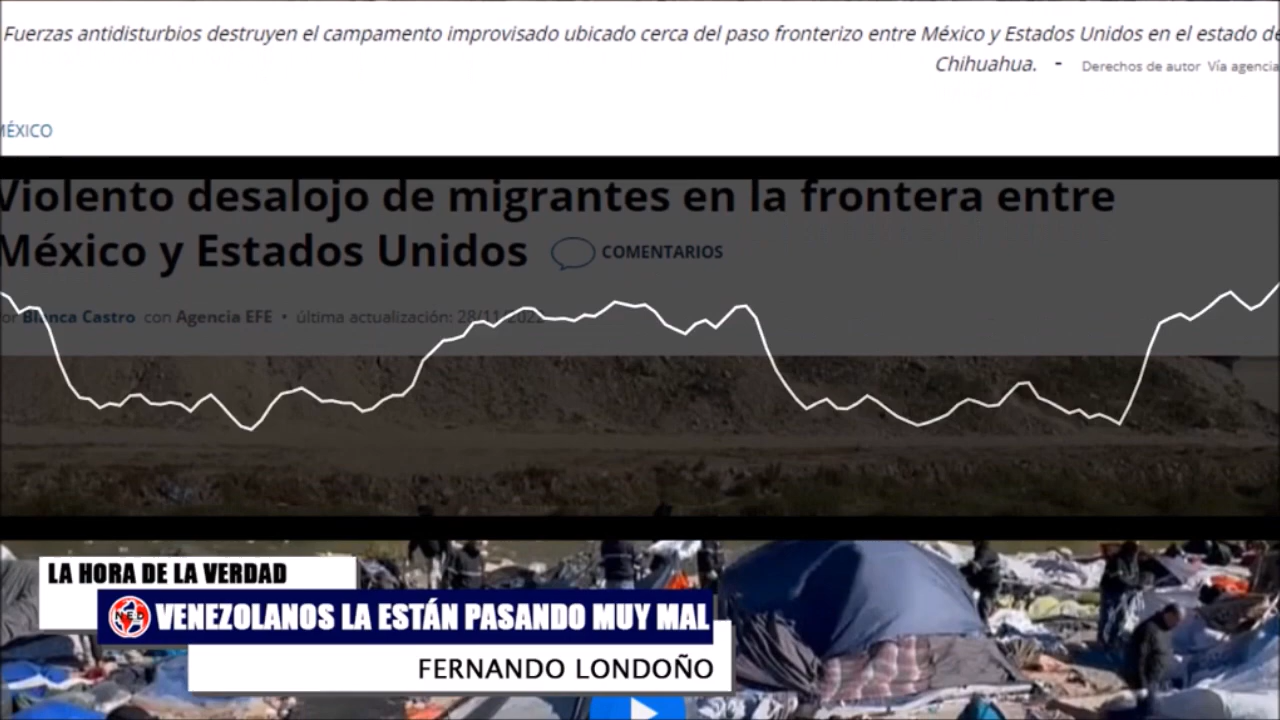 Fuerzas antidisturbios destruyen el campamento improvisado ubicado cerca del paso fronterizo entre México y Estados Unidos en el estado de
Chihuahua. - Derechos de autor Vía agencia
MÉXICO
Violento desalojo de migrantes en la frontera entre
México y Estados Unidos COMENTARIOS
or Blanca Castro con Agencia EFE • última actualización: 28/11/2022
LA HORA DE LA VERDAD
VENEZOLANOS LA ESTÁN PASANDO MUY MAL
FERNANDO LONDOÑO